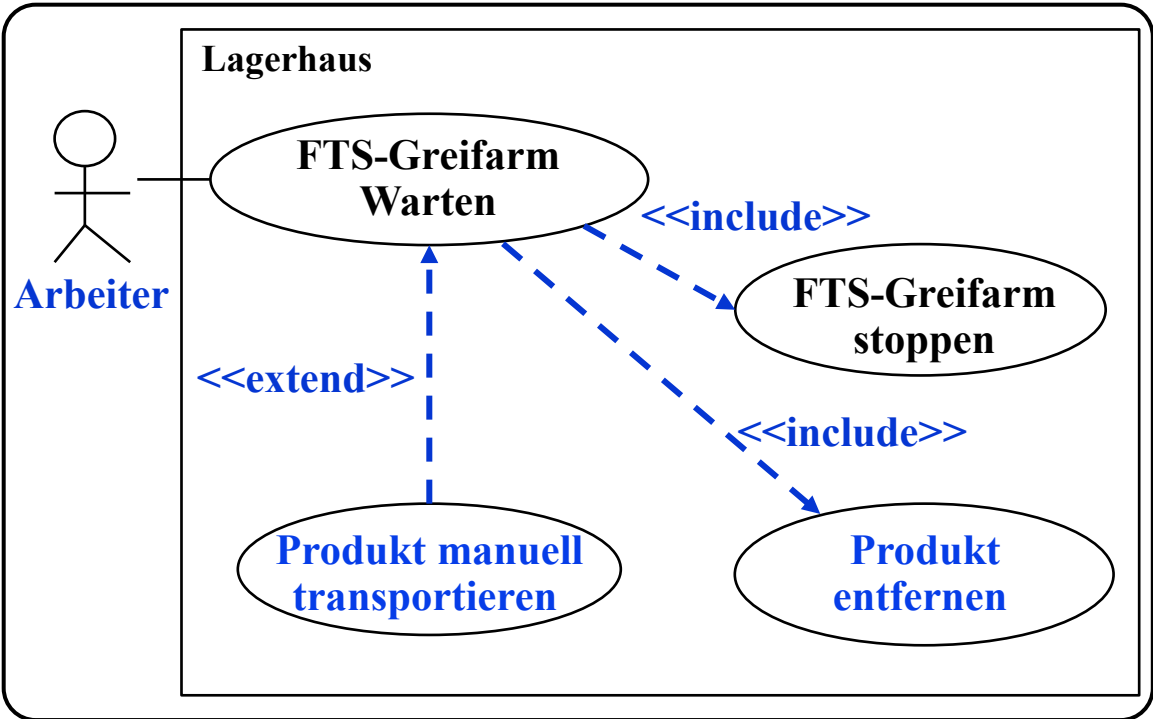 Lagerhaus
FTS-Greifarm
Warten
<<include>>
Arbeiter
FTS-Greifarm
stoppen
<<extend>>
<<include>>
Produkt manuell
transportieren
Produkt
entfernen